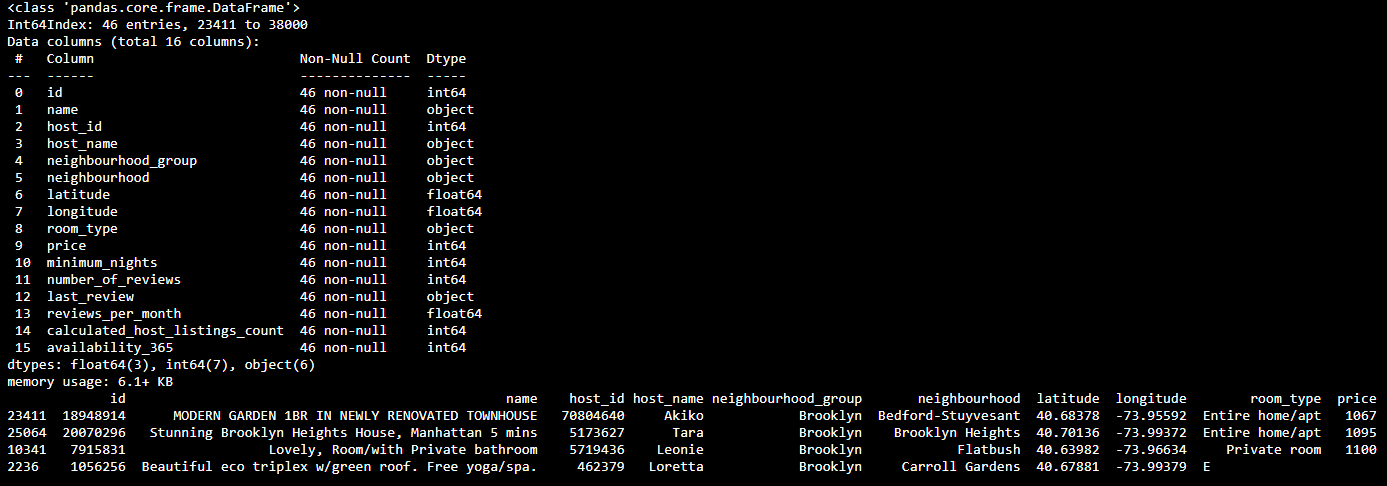 <class 'pandas.core.frame.DataFrame'>
Int64Index: 46 entries, 23411 to 38000
Data columns (total 16 columns):
 #   Column                          Non-Null Count  Dtype
---  ------                          --------------  -----
 0   id                              46 non-null     int64
 1   name                            46 non-null     object
 2   host_id                         46 non-null     int64
 3   host_name                       46 non-null     object
 4   neighbourhood_group             46 non-null     object
 5   neighbourhood                   46 non-null     object
 6   latitude                        46 non-null     float64
 7   longitude                       46 non-null     float64
 8   room_type                       46 non-null     object
 9   price                           46 non-null     int64
 10  minimum_nights                  46 non-null     int64
 11  number_of_reviews               46 non-null     int64
 12  last_review                     46 non-null     object
 13  reviews_per_month               46 non-null     float64
 14  calculated_host_listings_count  46 non-null     int64
 15  availability_365                46 non-null     int64
dtypes: float64(3), int64(7), object(6)
memory usage: 6.1+ KB
             id                                              name   host_id host_name neighbourhood_group       neighbourhood  latitude  longitude        room_type  price
23411  18948914      MODERN GARDEN 1BR IN NEWLY RENOVATED TOWNHOUSE  70804640     Akiko            Brooklyn  Bedford-Stuyvesant  40.68378  -73.95592  Entire home/apt   1067
25064  20070296   Stunning Brooklyn Heights House, Manhattan 5 mins   5173627      Tara            Brooklyn    Brooklyn Heights  40.70136  -73.99372  Entire home/apt   1095
10341   7915831                  Lovely, Room/with Private bathroom   5719436    Leonie            Brooklyn            Flatbush  40.63982  -73.96634     Private room   1100
2236    1056256  Beautiful eco triplex w/green roof. Free yoga/spa.    462379   Loretta            Brooklyn     Carroll Gardens  40.67881  -73.99379  E